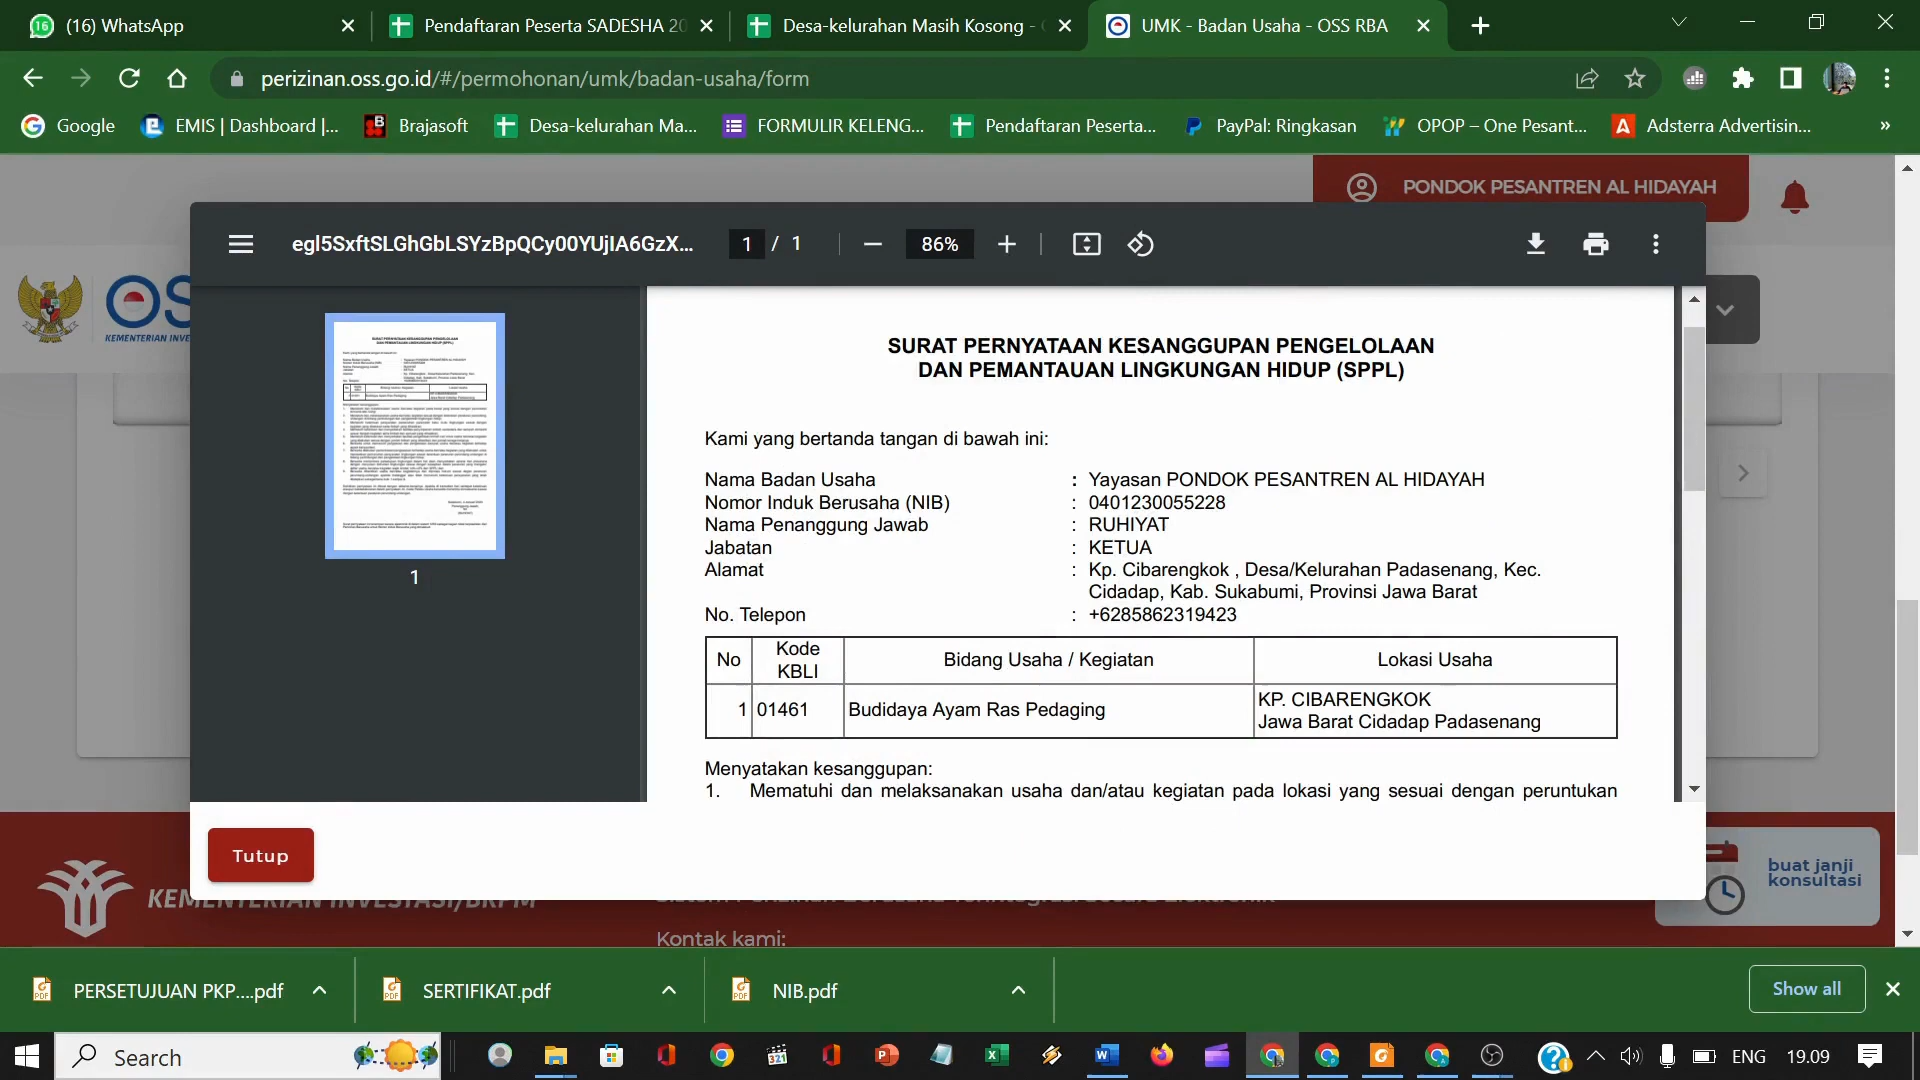 (16) WhatsApp
Pendaftaran Peserta SADESHA 20
Desa-kelurahan Masih Kosong -
UMK - Badan Usaha - OSS RBA
perizinan.oss.go.id/#/permohonan/umk/badan-usaha/form
Google
EMIS | Dashboard |...
Brajasoft
Desa-kelurahan Ma...
FORMULIR KELENG...
Pendaftaran Peserta...
PayPal: Ringkasan
OPOP – One Pesant...
Adsterra Advertisin...
»
PONDOK PESANTREN AL HIDAYAH
egl5SxftSLGhGbLSYzBpQCy00YUjIA6GzX...
1 / 1
86%
OS
KEMENTERIAN INVE
SURAT PERNYATAAN KESANGGUPAN PENGELOLAAN
DAN PEMANTAUAN LINGKUNGAN HIDUP (SPPL)
Kami yang bertanda tangan di bawah ini:
Nama Badan Usaha : Yayasan PONDOK PESANTREN AL HIDAYAH
Nomor Induk Berusaha (NIB) : 0401230055228
Nama Penanggung Jawab : RUHIYAT
Jabatan : KETUA
Alamat : Kp. Cibarengkok , Desa/Kelurahan Padasenang, Kec.
Cidadap, Kab. Sukabumi, Provinsi Jawa Barat
No. Telepon : +6285862319423
No Kode KBLI Bidang Usaha / Kegiatan Lokasi Usaha
1 01461 Budidaya Ayam Ras Pedaging KP. CIBARENGKOK
Jawa Barat Cidadap Padasenang
Menyatakan kesanggupan:
1. Mematuhi dan melaksanakan usaha dan/atau kegiatan pada lokasi yang sesuai dengan peruntukan
1
Tutup
buat janji
konsultasi
KEMENTERIAN INVESTASI/BKPM
Kontak kami:
PERSETUJUAN PKP....pdf
SERTIFIKAT.pdf
NIB.pdf
Show all
Search
ENG
19.09